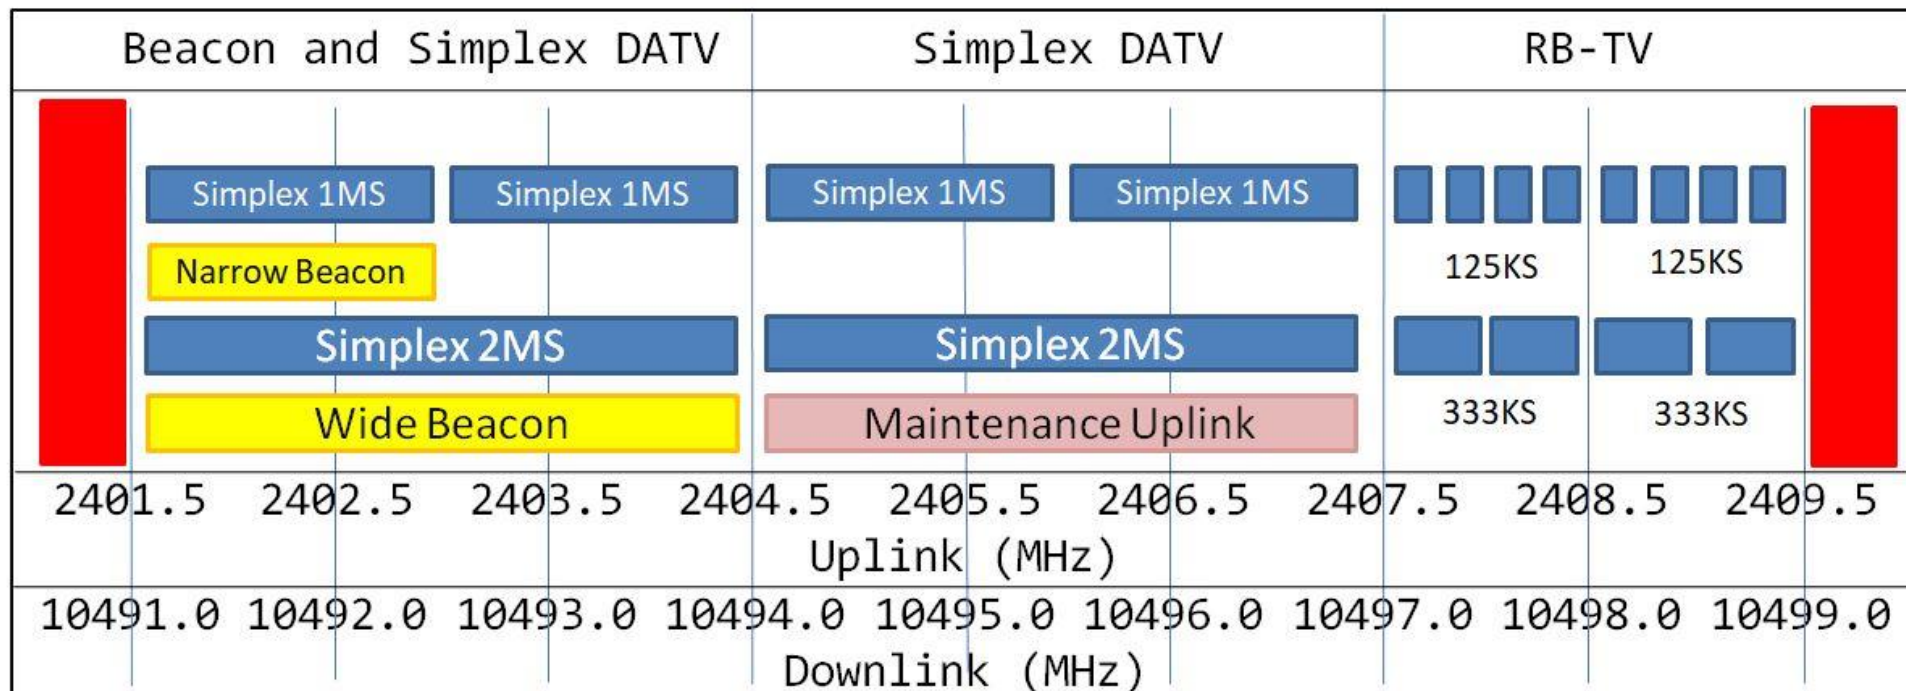 Beacon and Simplex DATV Simplex DATV RB-TV
Simplex 1MS Simplex 1MS Simplex 1MS Simplex 1MS
Narrow Beacon 125KS 125KS
Simplex 2MS Simplex 2MS
Wide Beacon Maintenance Uplink 333KS 333KS
2401.5 2402.5 2403.5 2404.5 2405.5 2406.5 2407.5 2408.5 2409.5
Uplink (MHz)
10491.0 10492.0 10493.0 10494.0 10495.0 10496.0 10497.0 10498.0 10499.0
Downlink (MHz)